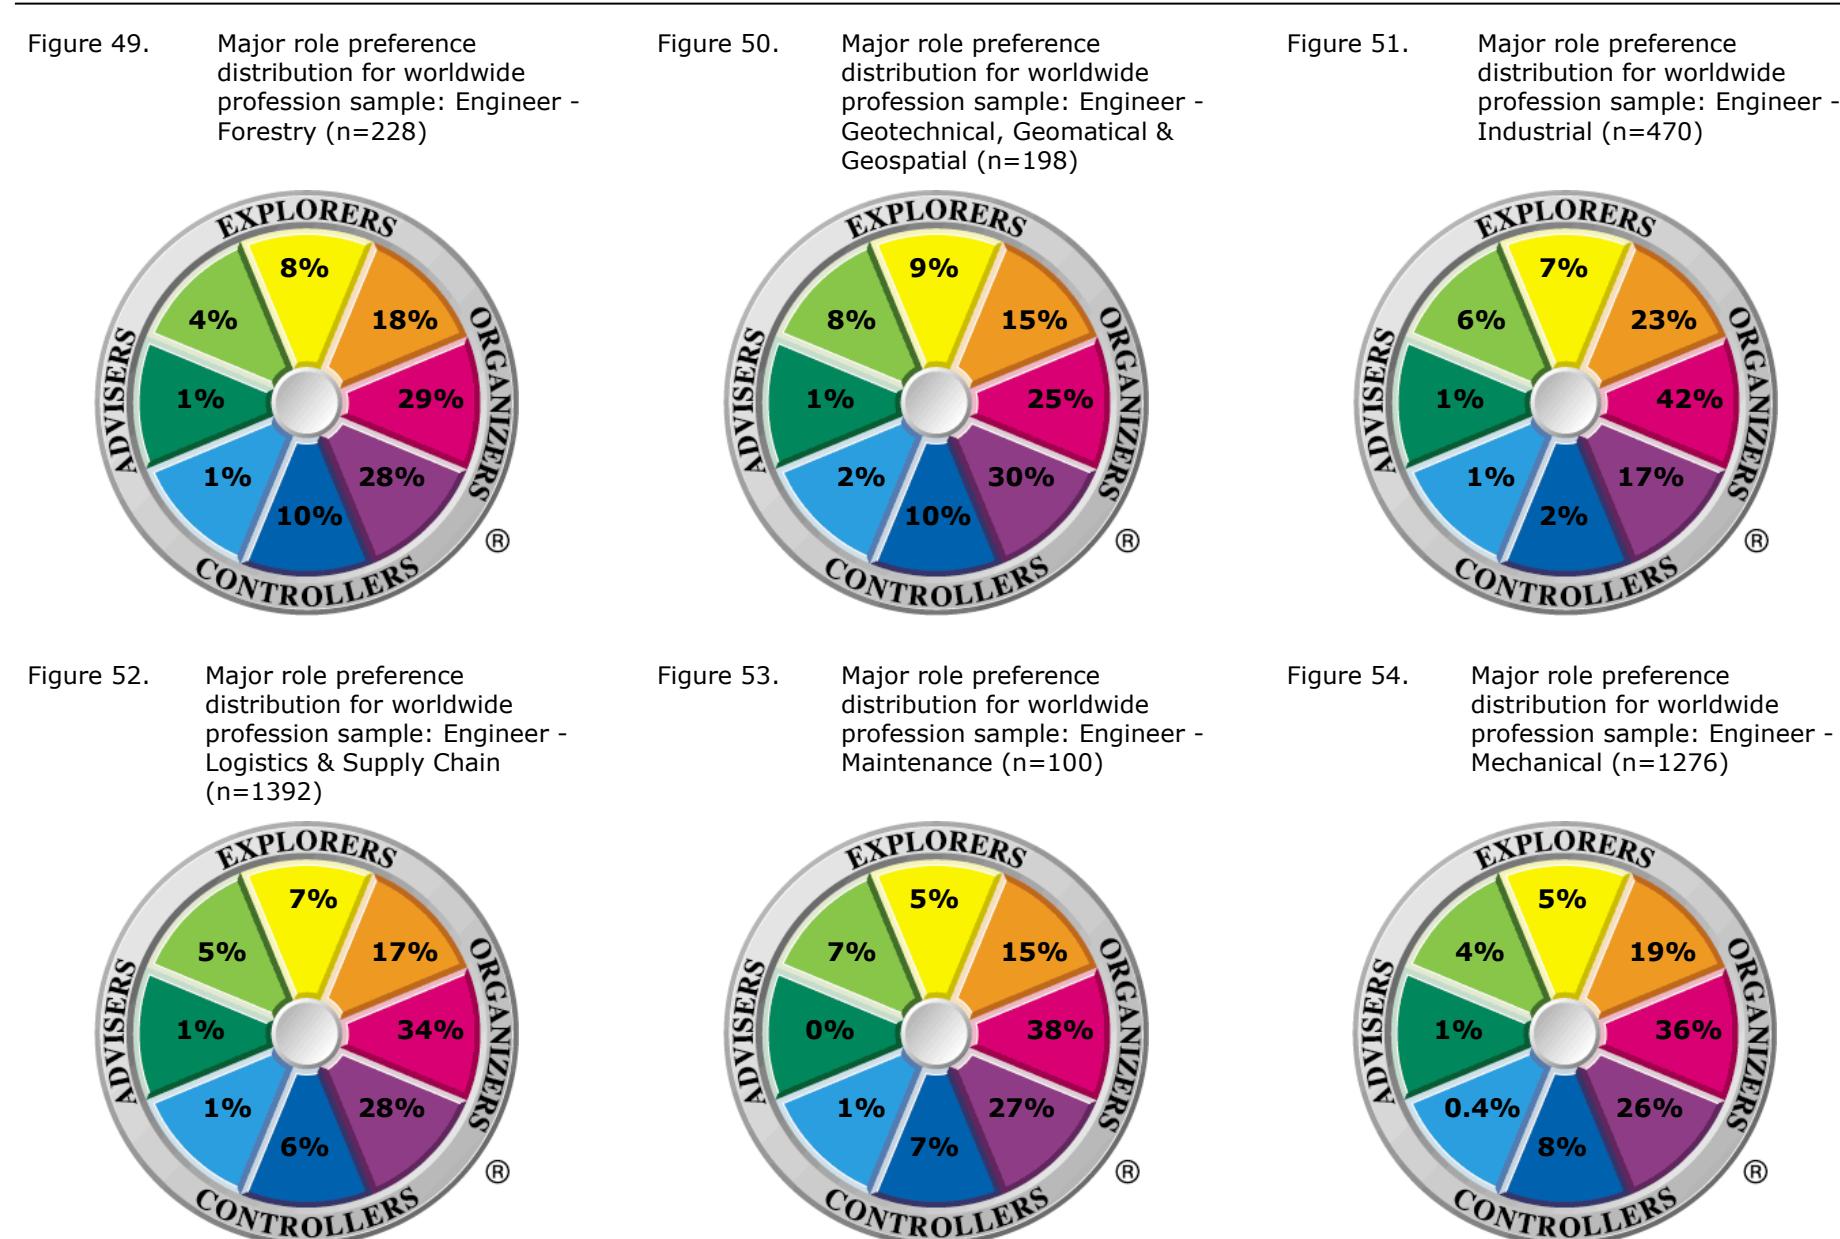 Figure 49.
Major role preference
distribution for worldwide
profession sample: Engineer -
Forestry (n=228)
EXPLORERS
ORGANIZERS
CONTROLLERS
ADVISERS
8%
18%
29%
28%
10%
1%
1%
4%
®
Figure 50.
Major role preference
distribution for worldwide
profession sample: Engineer -
Geotechnical, Geomatical &
Geospatial (n=198)
EXPLORERS
ORGANIZERS
CONTROLLERS
ADVISERS
9%
15%
25%
30%
10%
2%
1%
8%
®
Figure 51.
Major role preference
distribution for worldwide
profession sample: Engineer -
Industrial (n=470)
EXPLORERS
ORGANIZERS
CONTROLLERS
ADVISERS
7%
23%
42%
17%
2%
1%
1%
6%
®
Figure 52.
Major role preference
distribution for worldwide
profession sample: Engineer -
Logistics & Supply Chain
(n=1392)
EXPLORERS
ORGANIZERS
CONTROLLERS
ADVISERS
7%
17%
34%
28%
6%
1%
1%
5%
®
Figure 53.
Major role preference
distribution for worldwide
profession sample: Engineer -
Maintenance (n=100)
EXPLORERS
ORGANIZERS
CONTROLLERS
ADVISERS
5%
15%
38%
27%
7%
1%
0%
7%
®
Figure 54.
Major role preference
distribution for worldwide
profession sample: Engineer -
Mechanical (n=1276)
EXPLORERS
ORGANIZERS
CONTROLLERS
ADVISERS
5%
19%
36%
26%
8%
0.4%
1%
4%
®